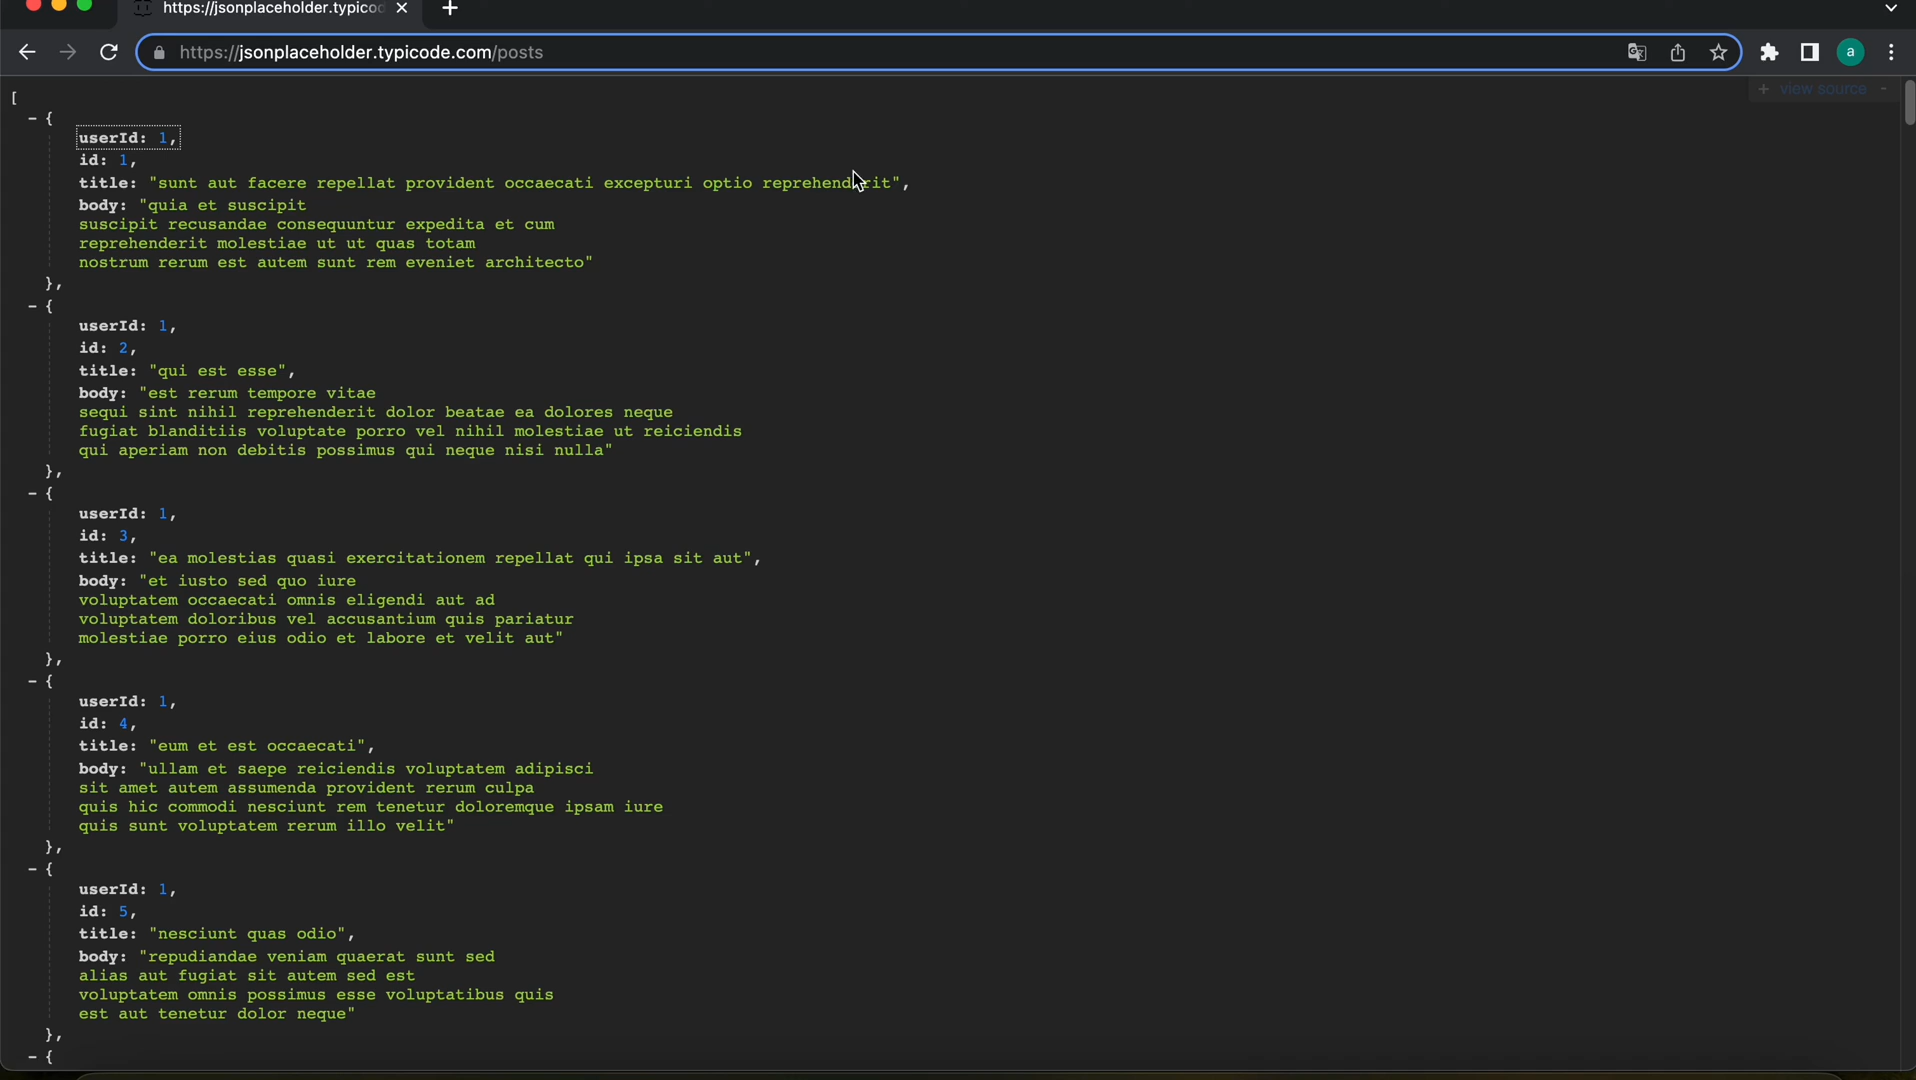 https://jsonplaceholder.typico
https://jsonplaceholder.typicode.com/posts
a
+ view source -
[
- {
userId: 1,
id: 1,
title: "sunt aut facere repellat provident occaecati excepturi optio reprehenderit",
body: "quia et suscipit
suscipit recusandae consequuntur expedita et cum
reprehenderit molestiae ut ut quas totam
nostrum rerum est autem sunt rem eveniet architecto"
},
- {
userId: 1,
id: 2,
title: "qui est esse",
body: "est rerum tempore vitae
sequi sint nihil reprehenderit dolor beatae ea dolores neque
fugiat blanditiis voluptate porro vel nihil molestiae ut reiciendis
qui aperiam non debitis possimus qui neque nisi nulla"
},
- {
userId: 1,
id: 3,
title: "ea molestias quasi exercitationem repellat qui ipsa sit aut",
body: "et iusto sed quo iure
voluptatem occaecati omnis eligendi aut ad
voluptatem doloribus vel accusantium quis pariatur
molestiae porro eius odio et labore et velit aut"
},
- {
userId: 1,
id: 4,
title: "eum et est occaecati",
body: "ullam et saepe reiciendis voluptatem adipisci
sit amet autem assumenda provident rerum culpa
quis hic commodi nesciunt rem tenetur doloremque ipsam iure
quis sunt voluptatem rerum illo velit"
},
- {
userId: 1,
id: 5,
title: "nesciunt quas odio",
body: "repudiandae veniam quaerat sunt sed
alias aut fugiat sit autem sed est
voluptatem omnis possimus esse voluptatibus quis
est aut tenetur dolor neque"
},
- {